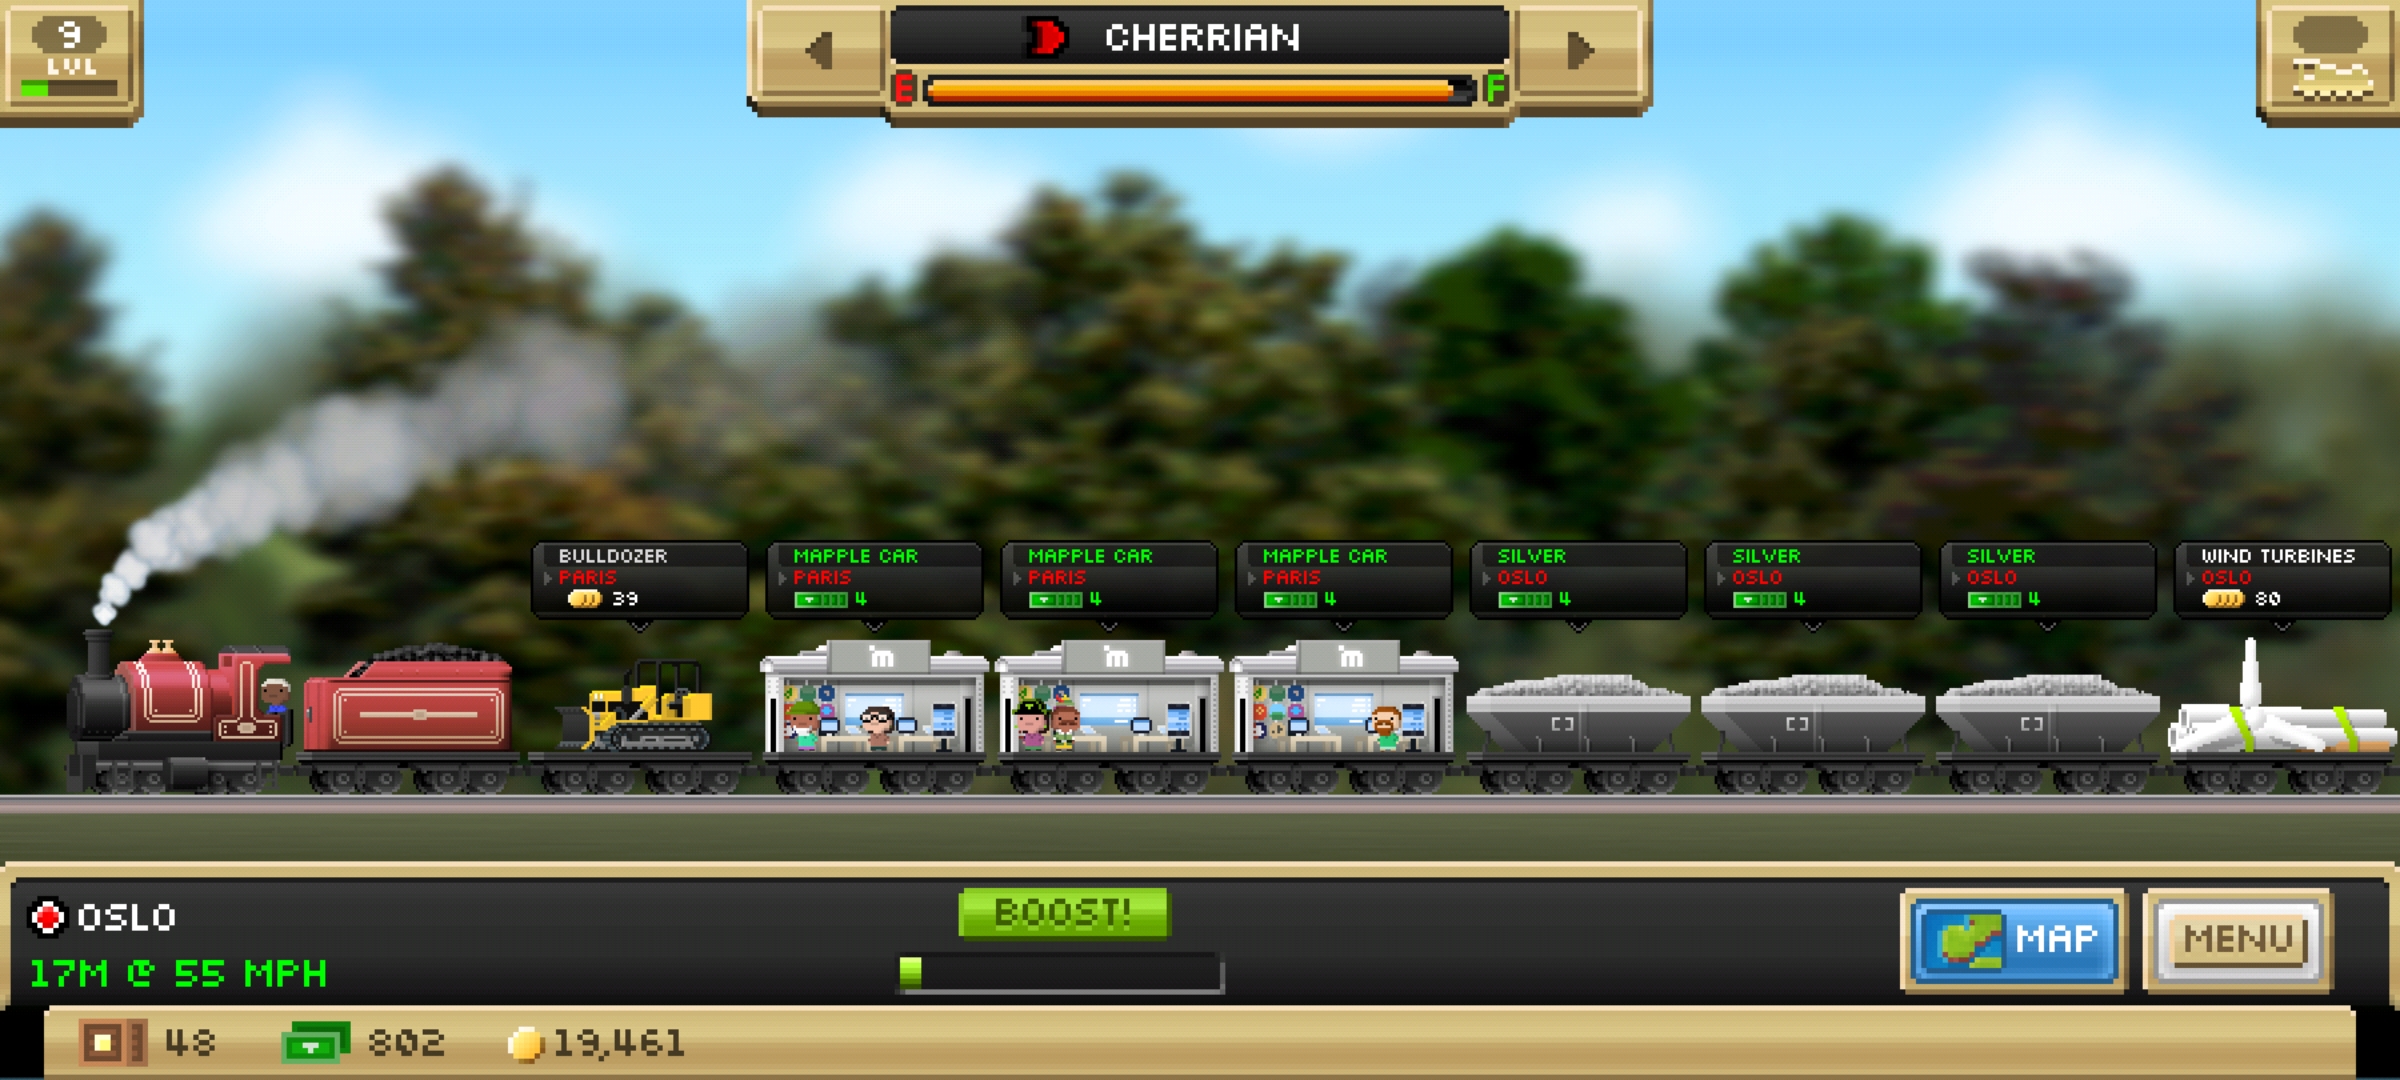 9
LVL
CHERRIAN
E F
BULLDOZER
PARIS
39
MAPPLE CAR
PARIS
4
MAPPLE CAR
PARIS
4
MAPPLE CAR
PARIS
4
SILVER
OSLO
4
SILVER
OSLO
4
SILVER
OSLO
4
WIND TURBINES
OSLO
80
m
m
m
OSLO
17M @ 55 MPH
BOOST!
MAP
MENU
48
802
19,461